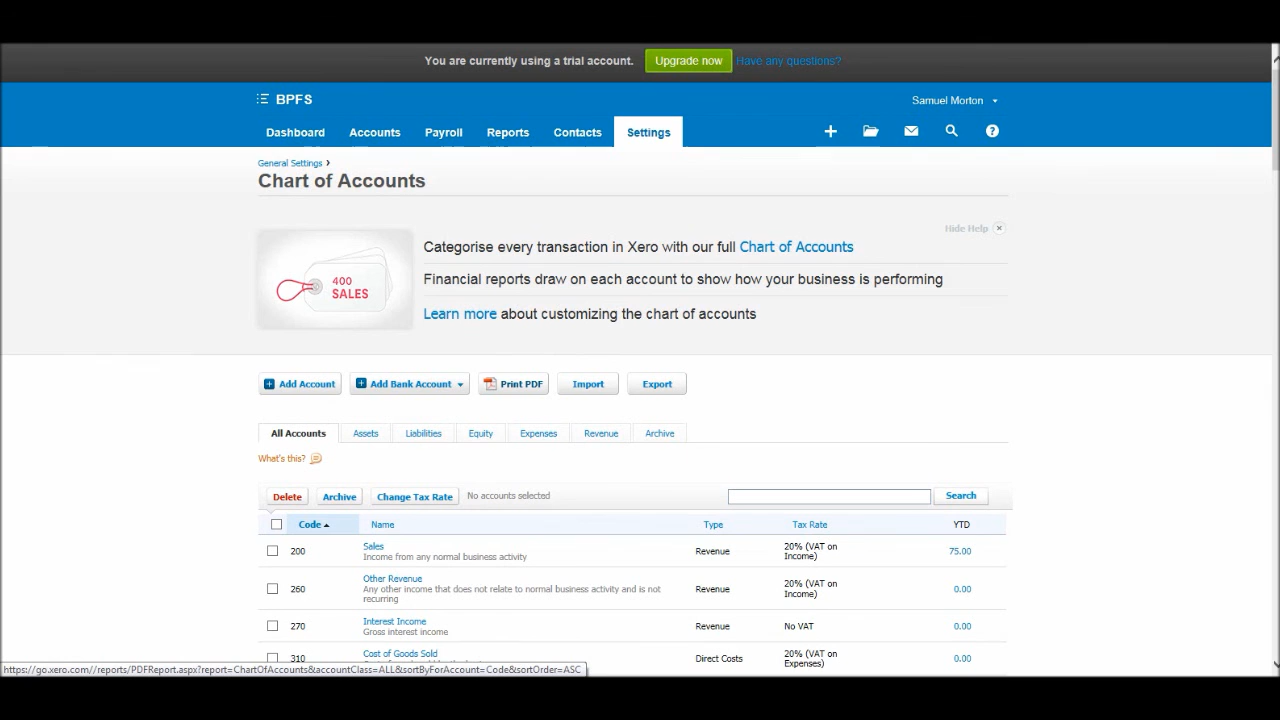 You are currently using a trial account. Upgrade now Have any questions?
BPFS
Samuel Morton
Dashboard Accounts Payroll Reports Contacts Settings
General Settings ›
Chart of Accounts
Hide Help
Categorise every transaction in Xero with our full Chart of Accounts
400
SALES
Financial reports draw on each account to show how your business is performing
Learn more about customizing the chart of accounts
Add Account Add Bank Account Print PDF Import Export
All Accounts Assets Liabilities Equity Expenses Revenue Archive
What's this?
Delete Archive Change Tax Rate No accounts selected Search
Code Name Type Tax Rate YTD
200 Sales Revenue 20% (VAT on Income) 75.00
Income from any normal business activity
260 Other Revenue Revenue 20% (VAT on Income) 0.00
Any other income that does not relate to normal business activity and is not
recurring
270 Interest Income Revenue No VAT 0.00
Gross interest income
310 Cost of Goods Sold Direct Costs 20% (VAT on Expenses) 0.00
https://go.xero.com//reports/PDFReport.aspx?report=ChartOfAccounts&accountClass=ALL&sortByForAccount=Code&sortOrder=ASC